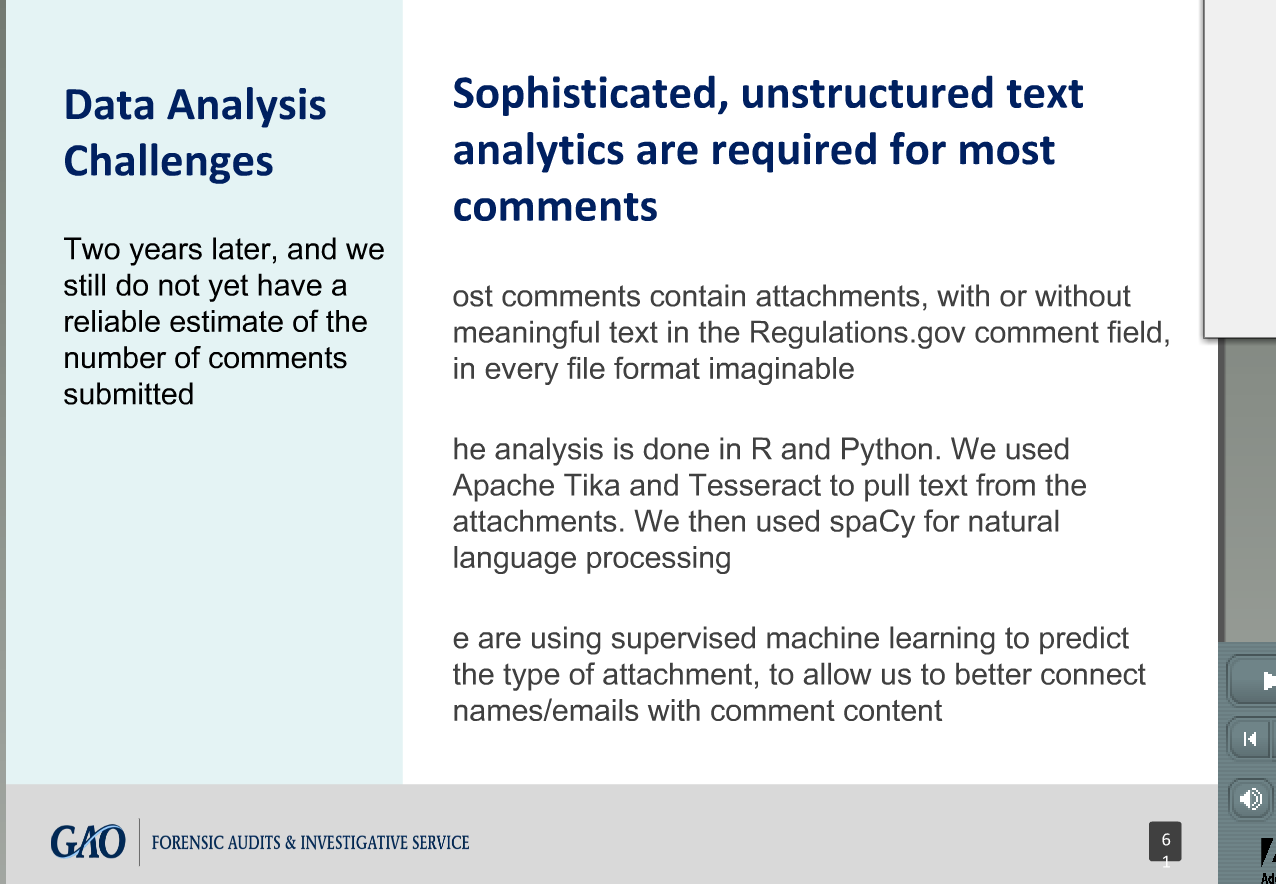 Data Analysis
Challenges
Two years later, and we
still do not yet have a
reliable estimate of the
number of comments
submitted
Sophisticated, unstructured text
analytics are required for most
comments
ost comments contain attachments, with or without
meaningful text in the Regulations.gov comment field,
in every file format imaginable
he analysis is done in R and Python. We used
Apache Tika and Tesseract to pull text from the
attachments. We then used spaCy for natural
language processing
e are using supervised machine learning to predict
the type of attachment, to allow us to better connect
names/emails with comment content
GAO FORENSIC AUDITS & INVESTIGATIVE SERVICE
6
1